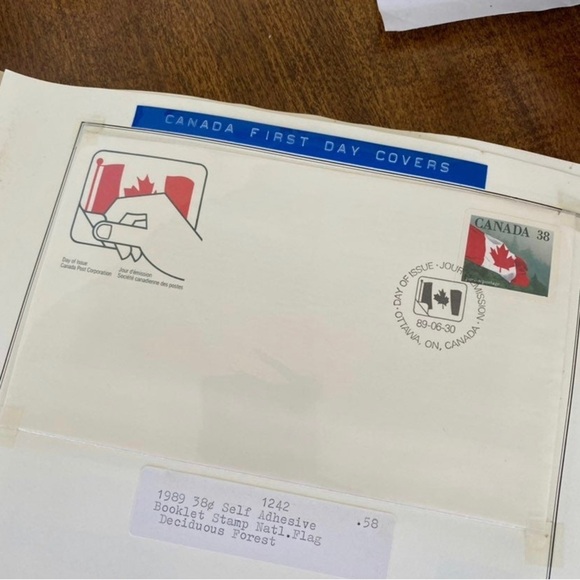 CANADA FIRST DAY COVERS
Day of Issue
Canada Post Corporation
Jour d'émission
Société canadienne des postes
CANADA 38
DAY OF ISSUE · JOUR D'ÉMISSION
89-06-30
OTTAWA, ON, CANADA
1242
1989 38¢ Self Adhesive .58
Booklet Stamp Natl.Flag
Deciduous Forest